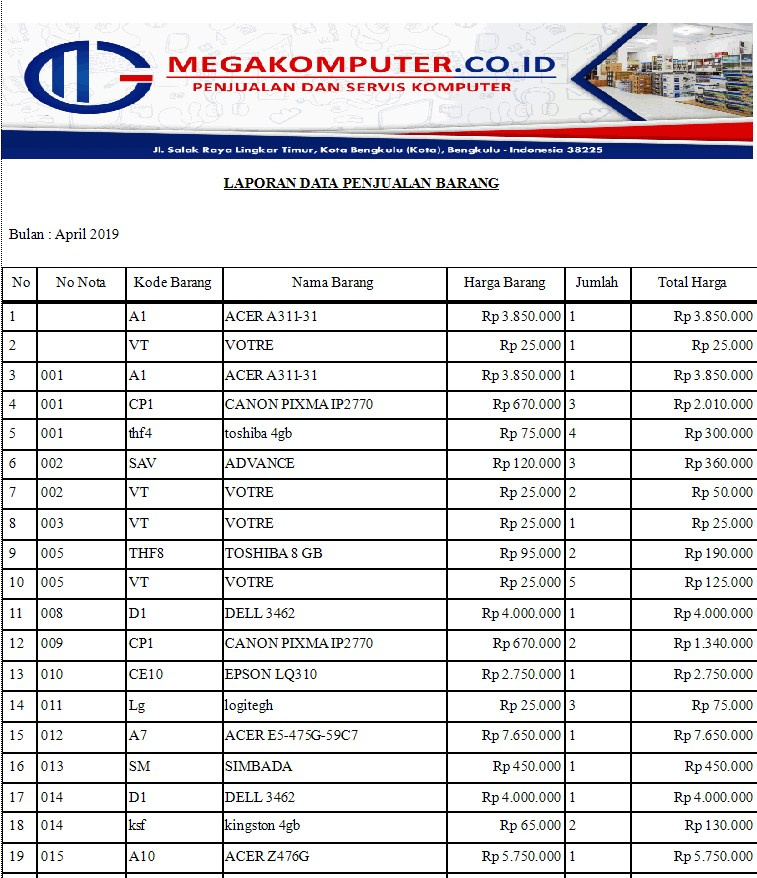 MEGAKOMPUTER.CO.ID
PENJUALAN DAN SERVIS KOMPUTER
Jl. Salak Raya Lingkar Timur, Kota Bengkulu (Kota), Bengkulu - Indonesia 38225
LAPORAN DATA PENJUALAN BARANG
Bulan : April 2019
No No Nota Kode Barang Nama Barang Harga Barang Jumlah Total Harga
1 A1 ACER A311-31 Rp 3.850.000 1 Rp 3.850.000
2 VT VOTRE Rp 25.000 1 Rp 25.000
3 001 A1 ACER A311-31 Rp 3.850.000 1 Rp 3.850.000
4 001 CP1 CANON PIXMA IP2770 Rp 670.000 3 Rp 2.010.000
5 001 thf4 toshiba 4gb Rp 75.000 4 Rp 300.000
6 002 SAV ADVANCE Rp 120.000 3 Rp 360.000
7 002 VT VOTRE Rp 25.000 2 Rp 50.000
8 003 VT VOTRE Rp 25.000 1 Rp 25.000
9 005 THF8 TOSHIBA 8 GB Rp 95.000 2 Rp 190.000
10 005 VT VOTRE Rp 25.000 5 Rp 125.000
11 008 D1 DELL 3462 Rp 4.000.000 1 Rp 4.000.000
12 009 CP1 CANON PIXMA IP2770 Rp 670.000 2 Rp 1.340.000
13 010 CE10 EPSON LQ310 Rp 2.750.000 1 Rp 2.750.000
14 011 Lg logitegh Rp 25.000 3 Rp 75.000
15 012 A7 ACER E5-475G-59C7 Rp 7.650.000 1 Rp 7.650.000
16 013 SM SIMBADA Rp 450.000 1 Rp 450.000
17 014 D1 DELL 3462 Rp 4.000.000 1 Rp 4.000.000
18 014 ksf kingston 4gb Rp 65.000 2 Rp 130.000
19 015 A10 ACER Z476G Rp 5.750.000 1 Rp 5.750.000